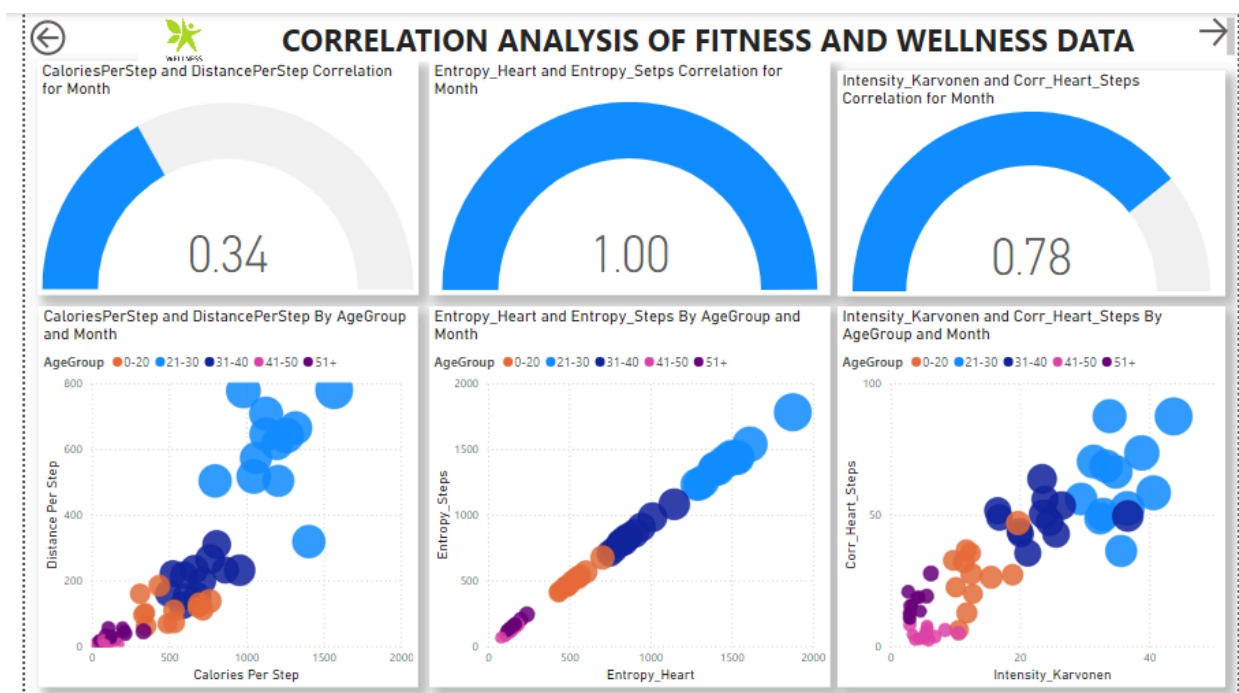 WELLNESS
CORRELATION ANALYSIS OF FITNESS AND WELLNESS DATA
CaloriesPerStep and DistancePerStep Correlation
for Month
0.34
Entropy_Heart and Entropy_Setps Correlation for
Month
1.00
Intensity_Karvonen and Corr_Heart_Steps
Correlation for Month
0.78
CaloriesPerStep and DistancePerStep By AgeGroup
and Month
AgeGroup 0-20 21-30 31-40 41-50 51+
800
600
400
200
0
Distance Per Step
0 500 1000 1500 2000
Calories Per Step
Entropy_Heart and Entropy_Steps By AgeGroup and
Month
AgeGroup 0-20 21-30 31-40 41-50 51+
2000
1500
1000
500
0
Entropy_Steps
0 500 1000 1500 2000
Entropy_Heart
Intensity_Karvonen and Corr_Heart_Steps By
AgeGroup and Month
AgeGroup 0-20 21-30 31-40 41-50 51+
100
50
0
Corr_Heart_Steps
0 20 40
Intensity_Karvonen